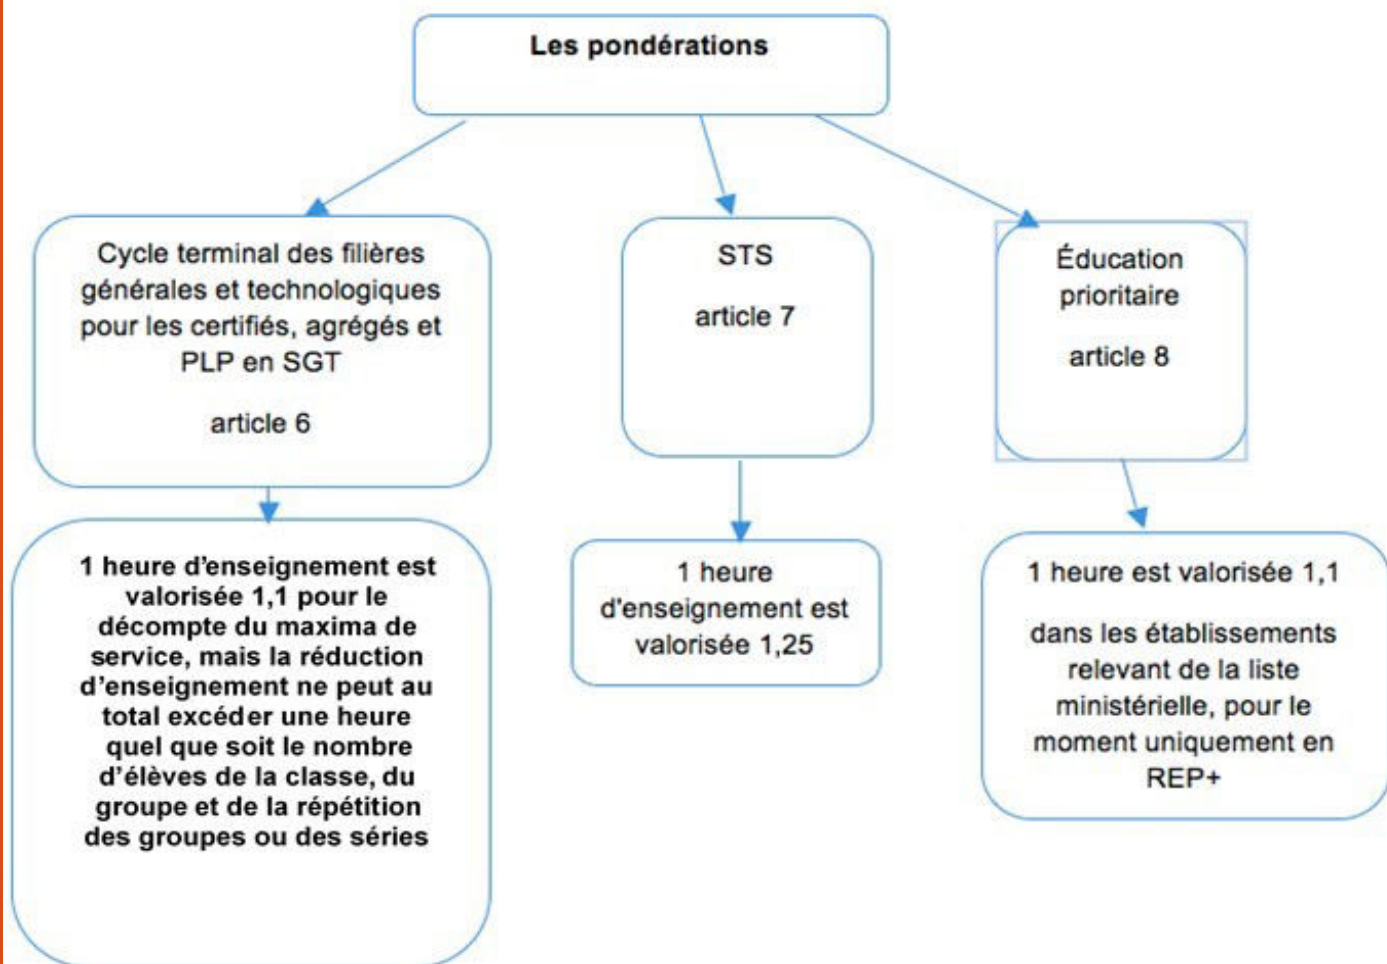 Les pondérations
Cycle terminal des filières
générales et technologiques
pour les certifiés, agrégés et
PLP en SGT
article 6
1 heure d'enseignement est
valorisée 1,1 pour le
décompte du maxima de
service, mais la réduction
d'enseignement ne peut au
total excéder une heure
quel que soit le nombre
d'élèves de la classe, du
groupe et de la répétition
des groupes ou des séries
STS
article 7
1 heure
d'enseignement est
valorisée 1,25
Éducation
prioritaire
article 8
1 heure est valorisée 1,1
dans les établissements
relevant de la liste
ministérielle, pour le
moment uniquement en
REP+